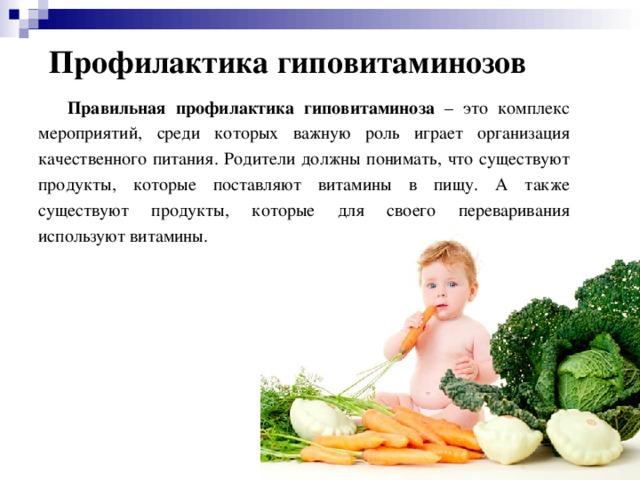 Профилактика гиповитаминозов
Правильная профилактика гиповитаминоза – это комплекс
мероприятий, среди которых важную роль играет организация
качественного питания. Родители должны понимать, что существуют
продукты, которые поставляют витамины в пищу. А также
существуют продукты, которые для своего переваривания
используют витамины.